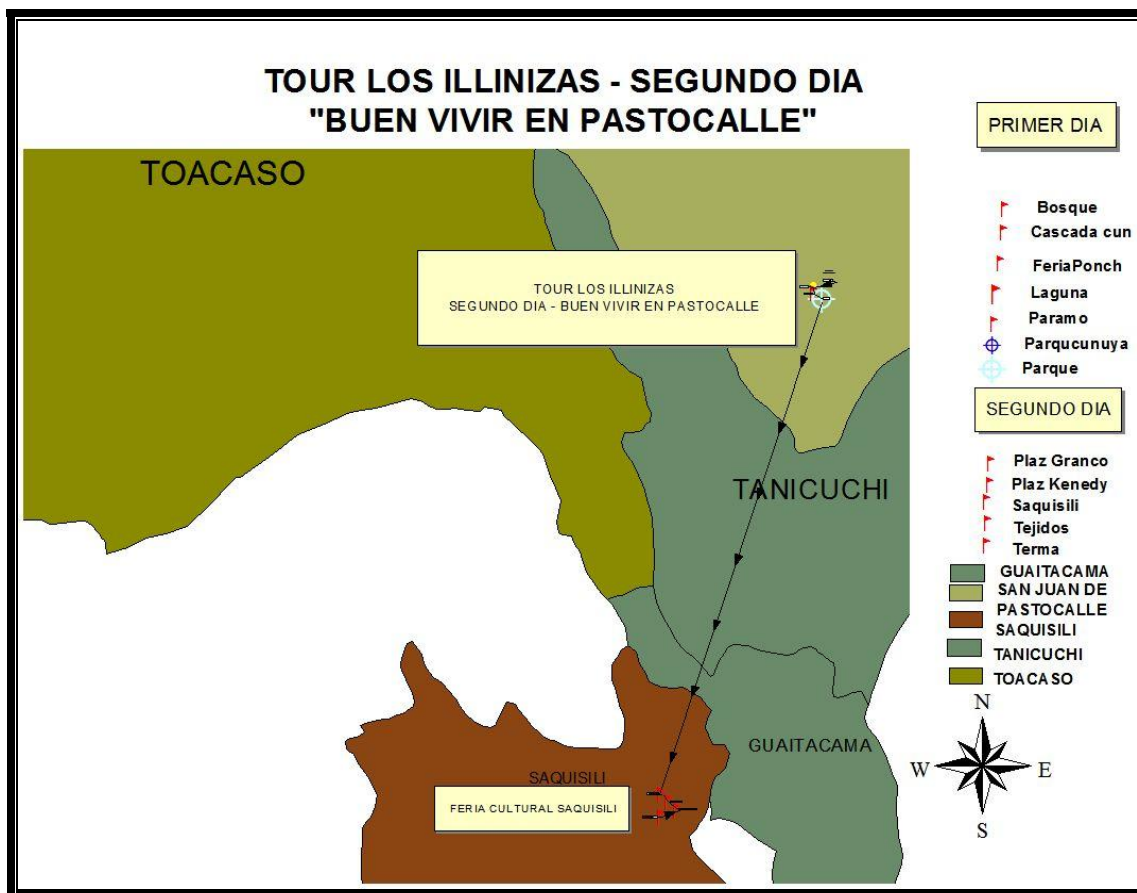 TOUR LOS ILLINIZAS - SEGUNDO DIA
"BUEN VIVIR EN PASTOCALLE"
TOACASO
TOUR LOS ILLINIZAS
SEGUNDO DIA - BUEN VIVIR EN PASTOCALLE
TANICUCHI
GUAITACAMA
SAQUISILI
FERIA CULTURAL SAQUISILI
PRIMER DIA
Bosque
Cascada cun
FeriaPonch
Laguna
Paramo
Parqucunuya
Parque
SEGUNDO DIA
Plaz Granco
Plaz Kenedy
Saquisili
Tejidos
Terma
GUAITACAMA
SAN JUAN DE
PASTOCALLE
SAQUISILI
TANICUCHI
TOACASO
N
W
E
S